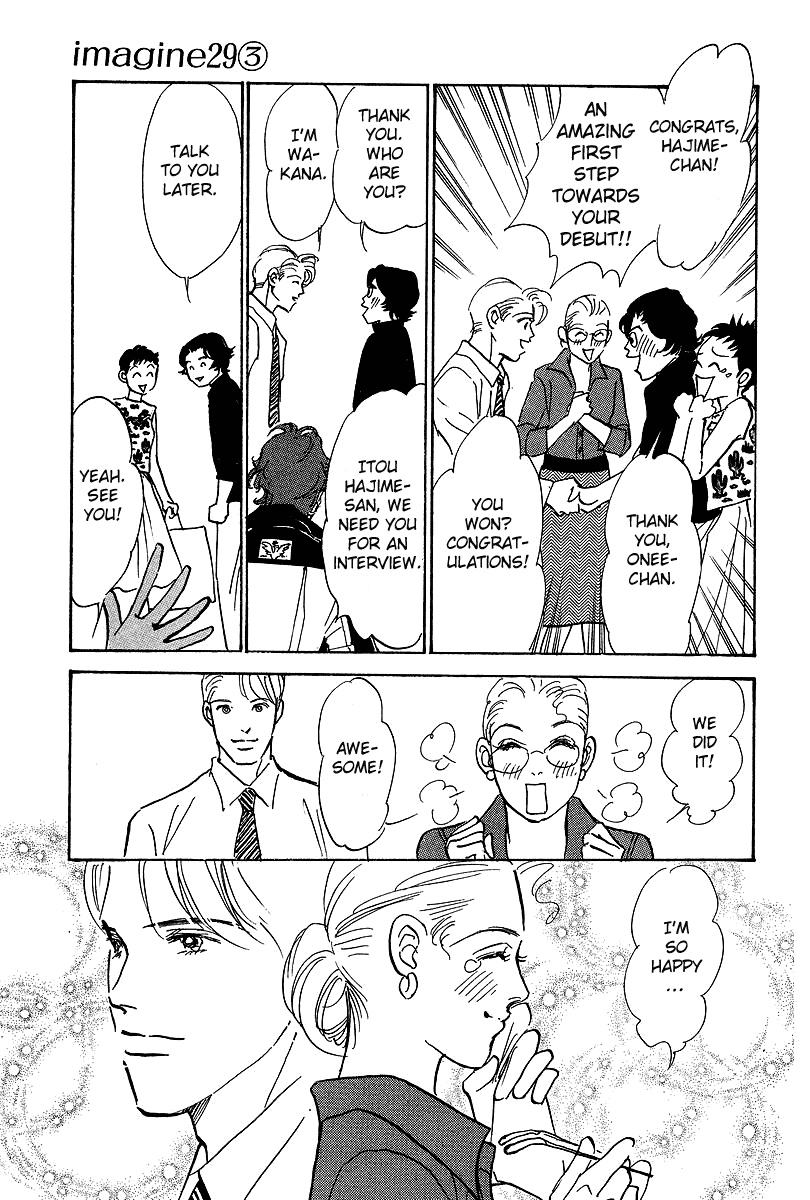 imagine29③
CONGRATS,
HAJIME-
CHAN!
AN
AMAZING
FIRST
STEP
TOWARDS
YOUR
DEBUT!!
THANK
YOU,
ONEE-
CHAN.
YOU
WON?
CONGRAT-
ULATIONS!
THANK
YOU.
WHO
ARE
YOU?
I'M
WA-
KANA.
ITOU
HAJIME-
SAN, WE
NEED YOU
FOR AN
INTERVIEW.
TALK
TO YOU
LATER.
YEAH.
SEE
YOU!
WE
DID
IT!
AWE-
SOME!
I'M
SO
HAPPY
...